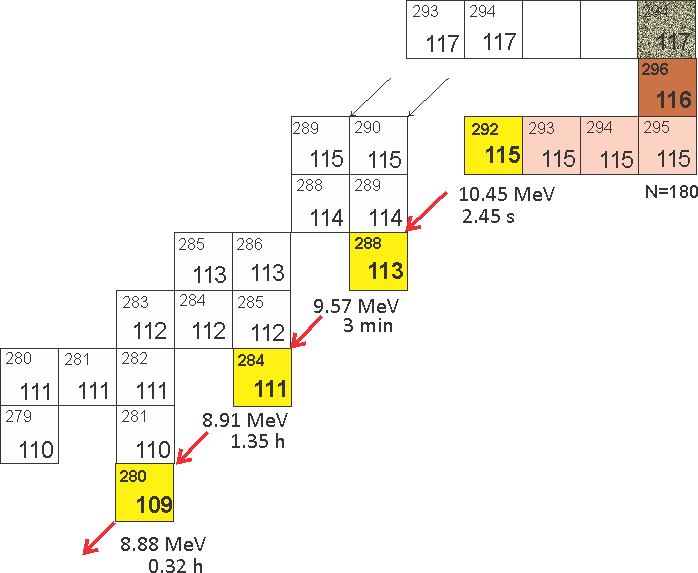 293 294
117 117 117
296
116
289 290 292 293 294 295
115 115 115 115 115 115
288 289 10.45 MeV N=180
114 114 2.45 s
285 286 288
113 113 113
283 284 285 9.57 MeV
112 112 112 3 min
280 281 282 284
111 111 111 111
279 281 8.91 MeV
110 110 1.35 h
280
109
8.88 MeV
0.32 h